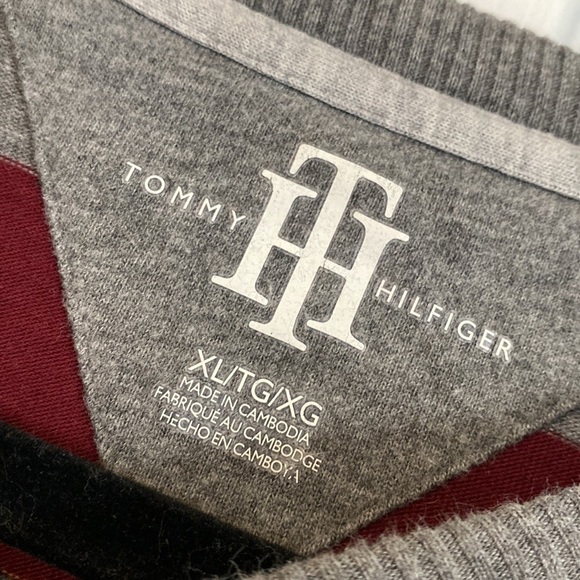 TOMMY TH HILFIGER
XL/TG/XG
MADE IN CAMBODIA
FABRIQUÉ AU CAMBODGE
HECHO EN CAMBOYA